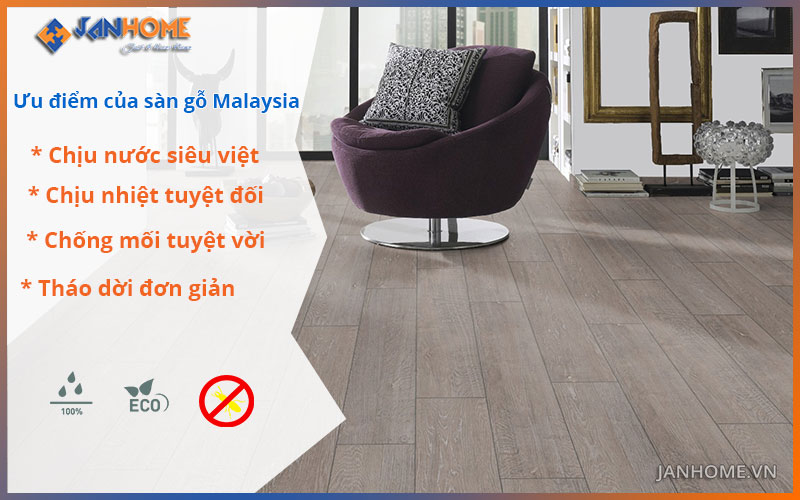 JANHOME
Ưu điểm của sàn gỗ Malaysia
* Chịu nước siêu việt
* Chịu nhiệt tuyệt đối
* Chống mối tuyệt vời
* Tháo dời đơn giản
100%
ECO
JANHOME.VN